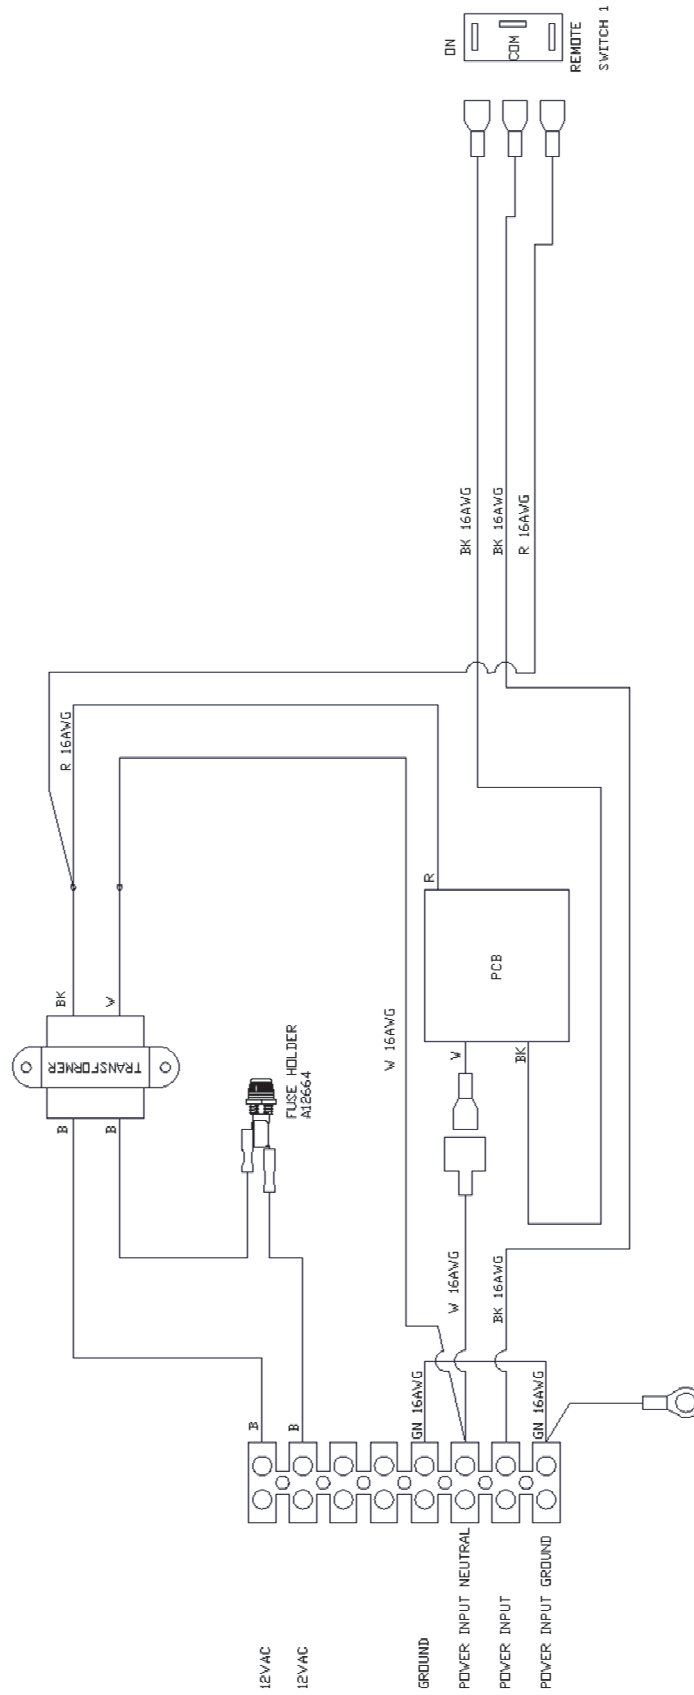 ON
COM
REMOTE
SWITCH 1
BK 16AWG
BK 16AWG
R 16AWG
R 16AWG
BK
W
TRANSFORMER
B
B
FUSE HOLDER
A12664
W 16AWG
R
PCB
W
BK
W 16AWG
BK 16AWG
B
B
GN 16AWG
GN 16AWG
12VAC
12VAC
GROUND
POWER INPUT NEUTRAL
POWER INPUT
POWER INPUT GROUND